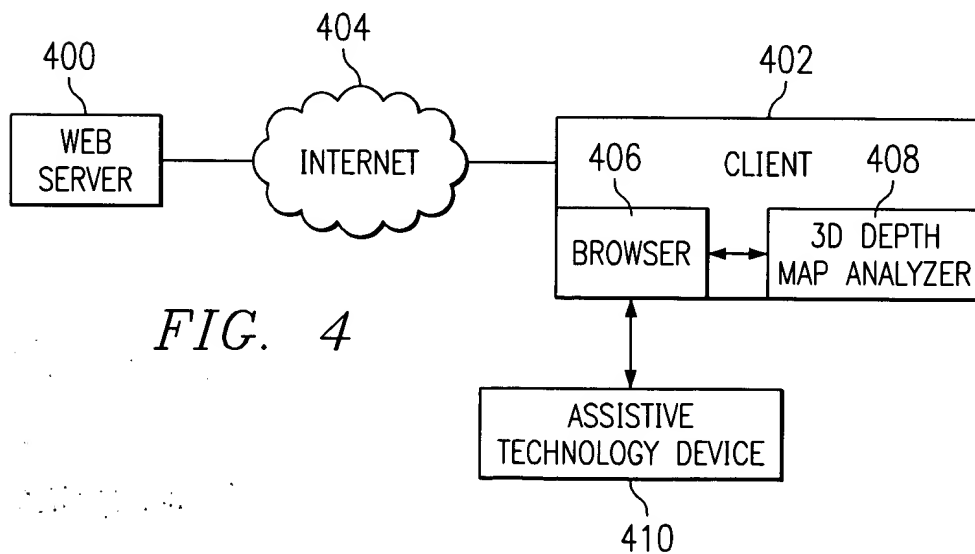 404
400
402
WEB
SERVER
INTERNET
406
CLIENT
408
BROWSER
3D DEPTH
MAP ANALYZER
FIG. 4
ASSISTIVE
TECHNOLOGY DEVICE
410